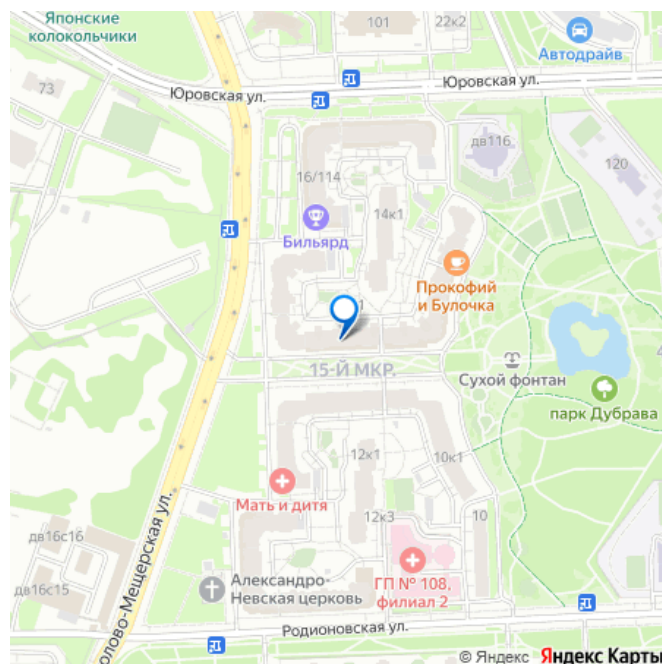 Японские
колокольчики
101
22к2
Автодрайв
73
Юровская ул.
Юровская ул.
дв116
120
16/114
14к1
Бильярд
Прокофий
и Булочка
1
15-Й МКР.
Сухой фонтан
парк Дубрава
12к1
10к1
Мать и дитя
12к3
10
дв16с16
дв16с15
олово-Мещерская ул.
Александро-
Невская церковь
ГП № 108,
филиал 2
Родионовская ул.
© Яндекс Яндекс Карты